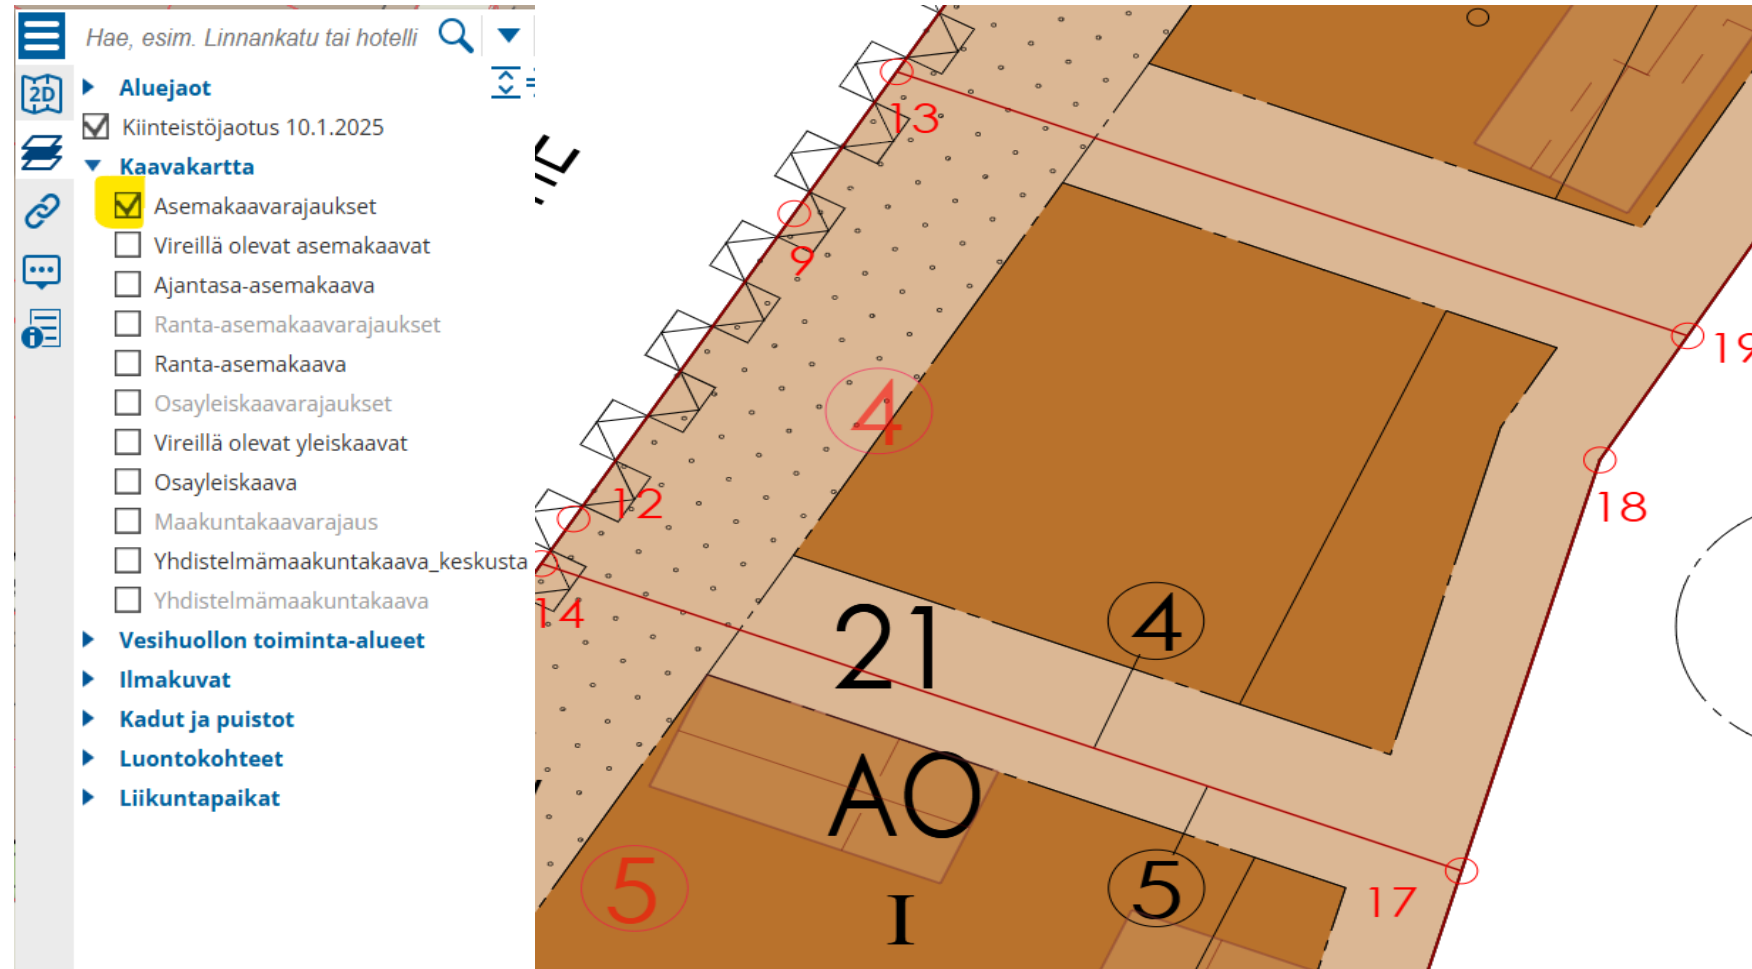 Hae, esim. Linnankatu tai hotelli
2D
Aluejaot
Kiinteistöjaotus 10.1.2025
Kaavakartta
Asemakaavarajaukset
Vireillä olevat asemakaavat
Ajantasa-asemakaava
Ranta-asemakaavarajaukset
Ranta-asemakaava
Osayleiskaavarajaukset
Vireillä olevat yleiskaavat
Osayleiskaava
Maakuntakaavarajaus
Yhdistelmämaakuntakaava_keskusta
Yhdistelmämaakuntakaava
Vesihuollon toiminta-alueet
Ilmakuvat
Kadut ja puistot
Luontokohteet
Liikuntapaikat
13
9
19
4
12
18
14
21
4
AO
5
5
17
I